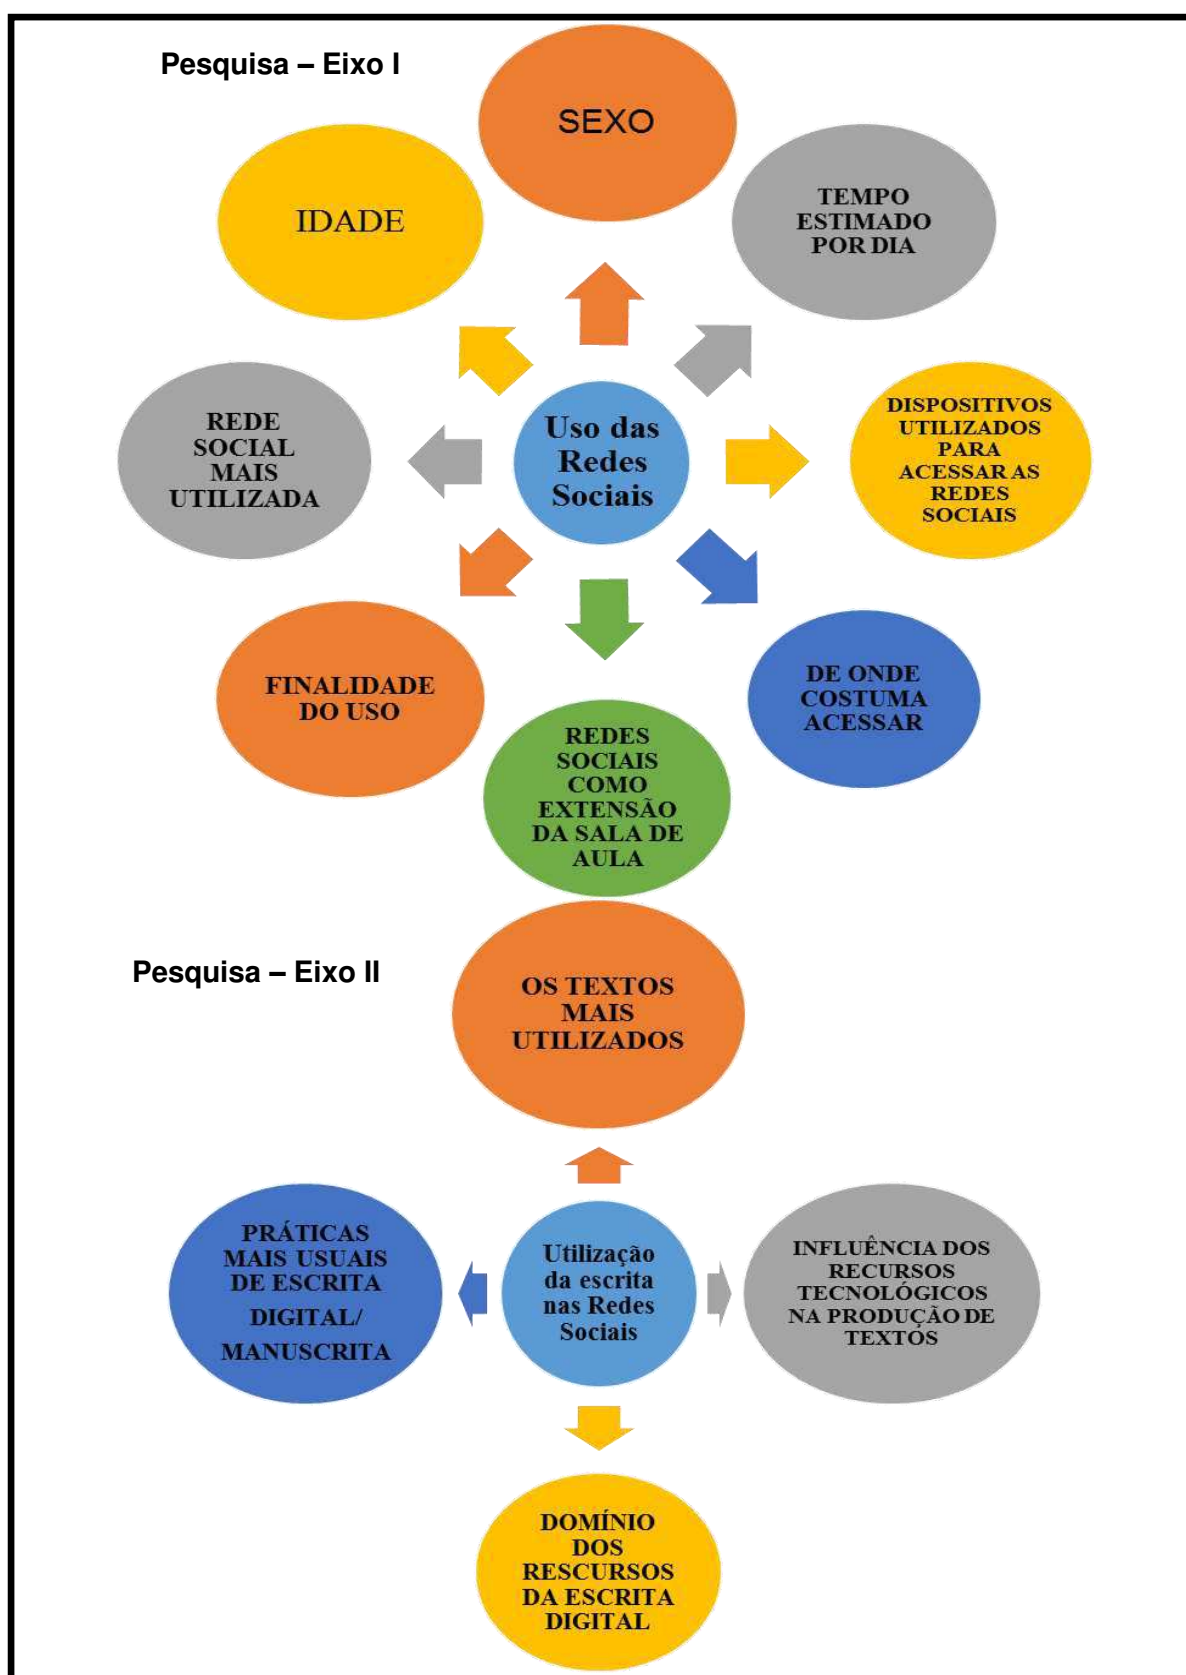 Pesquisa – Eixo I
SEXO
IDADE
TEMPO
ESTIMADO
POR DIA
REDE
SOCIAL
MAIS
UTILIZADA
Uso das
Redes
Sociais
DISPOSITIVOS
UTILIZADOS
PARA
ACESSAR AS
REDES
SOCIAIS
FINALIDADE
DO USO
DE ONDE
COSTUMA
ACESSAR
REDES
SOCIAIS
COMO
EXTENSÃO
DA SALA DE
AULA
Pesquisa – Eixo II
OS TEXTOS
MAIS
UTILIZADOS
PRÁTICAS
MAIS USUAIS
DE ESCRITA
DIGITAL/
MANUSCRITA
Utilização
da escrita
nas Redes
Sociais
INFLUÊNCIA DOS
RECURSOS
TECNOLÓGICOS
NA PRODUÇÃO DE
TEXTOS
DOMÍNIO
DOS
RESCURSOS
DA ESCRITA
DIGITAL